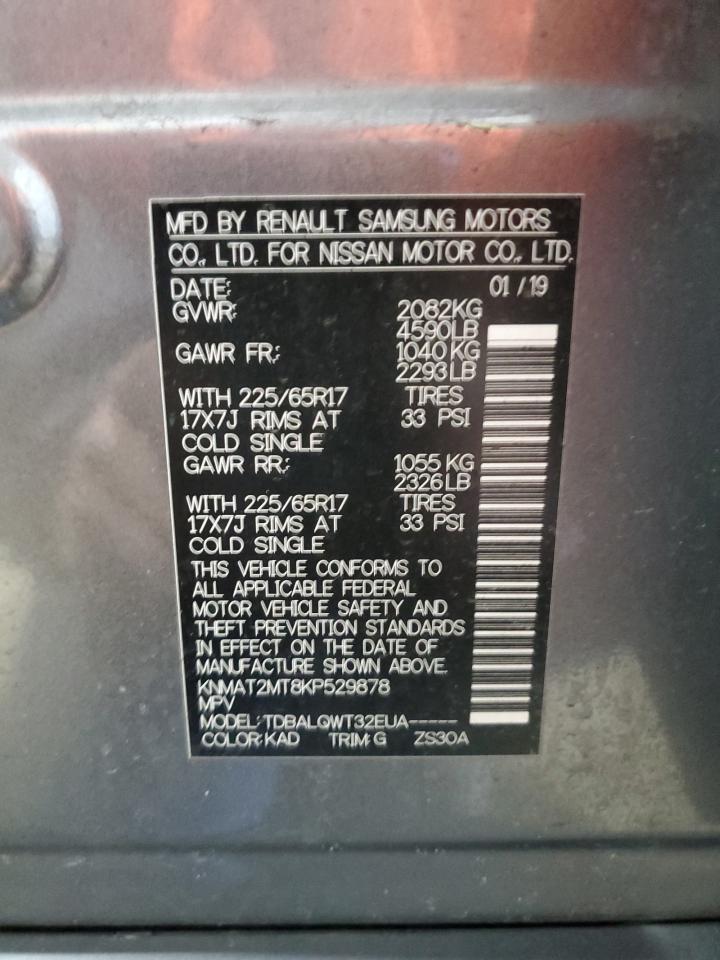 MFD BY RENAULT SAMSUNG MOTORS
CO., LTD. FOR NISSAN MOTOR CO., LTD.
DATE: 01 / 19
GVWR: 2082KG
4590LB
GAWR FR.: 1040 KG
2293 LB
WITH 225/65R17 TIRES
17X7J RIMS AT 33 PSI
COLD SINGLE
GAWR RR.: 1055 KG
2326 LB
WITH 225/65R17 TIRES
17X7J RIMS AT 33 PSI
COLD SINGLE
THIS VEHICLE CONFORMS TO
ALL APPLICABLE FEDERAL
MOTOR VEHICLE SAFETY AND
THEFT PREVENTION STANDARDS
IN EFFECT ON THE DATE OF
MANUFACTURE SHOWN ABOVE.
KNMAT2MT8KP529878
MPV
MODEL: TDBALQWT32EUA-----
COLOR: KAD TRIM: G ZS30A